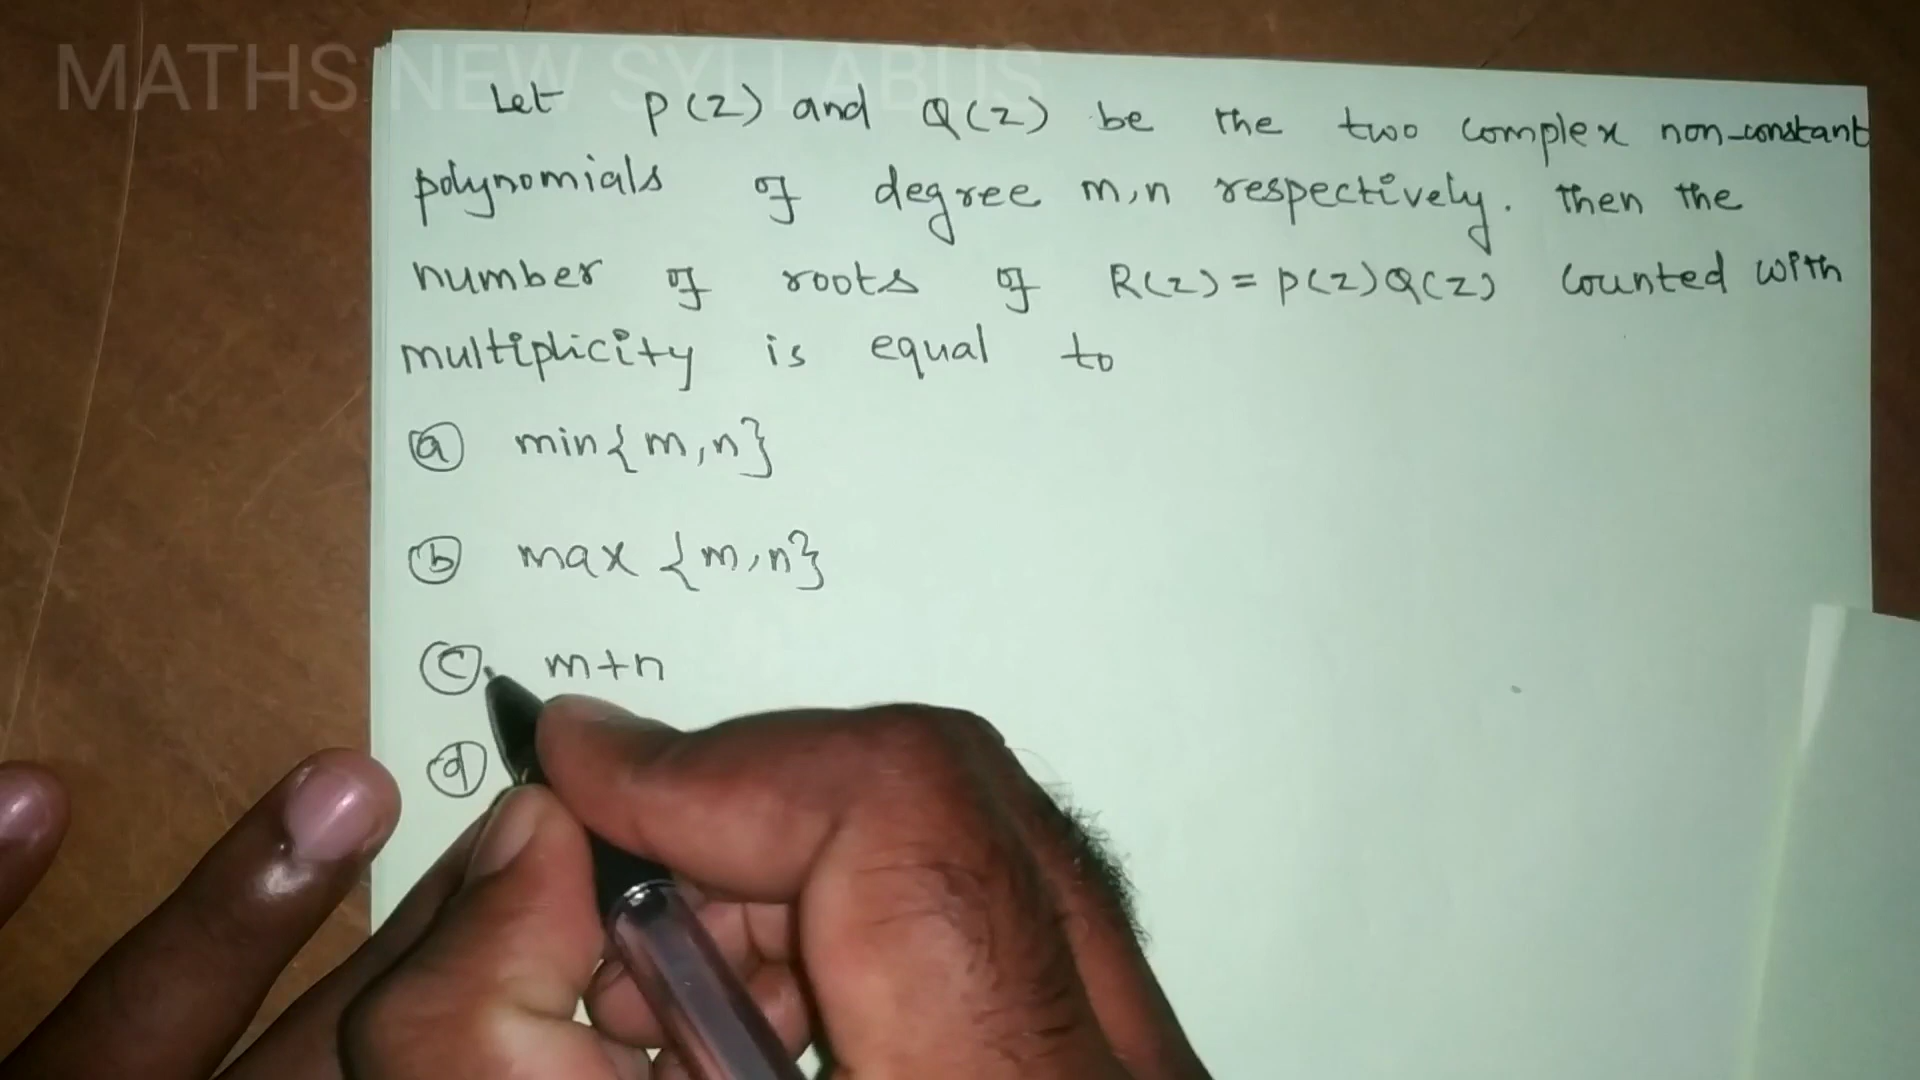 MATHS NEW SYLLABUS
Let P(z) and Q(z) be the two complex non-constant
polynomials of degree m,n respectively. Then the
number of roots of R(z) = P(z)Q(z) counted with
multiplicity is equal to
(a) min{m,n}
(b) max {m,n}
(c) m+n
(d)